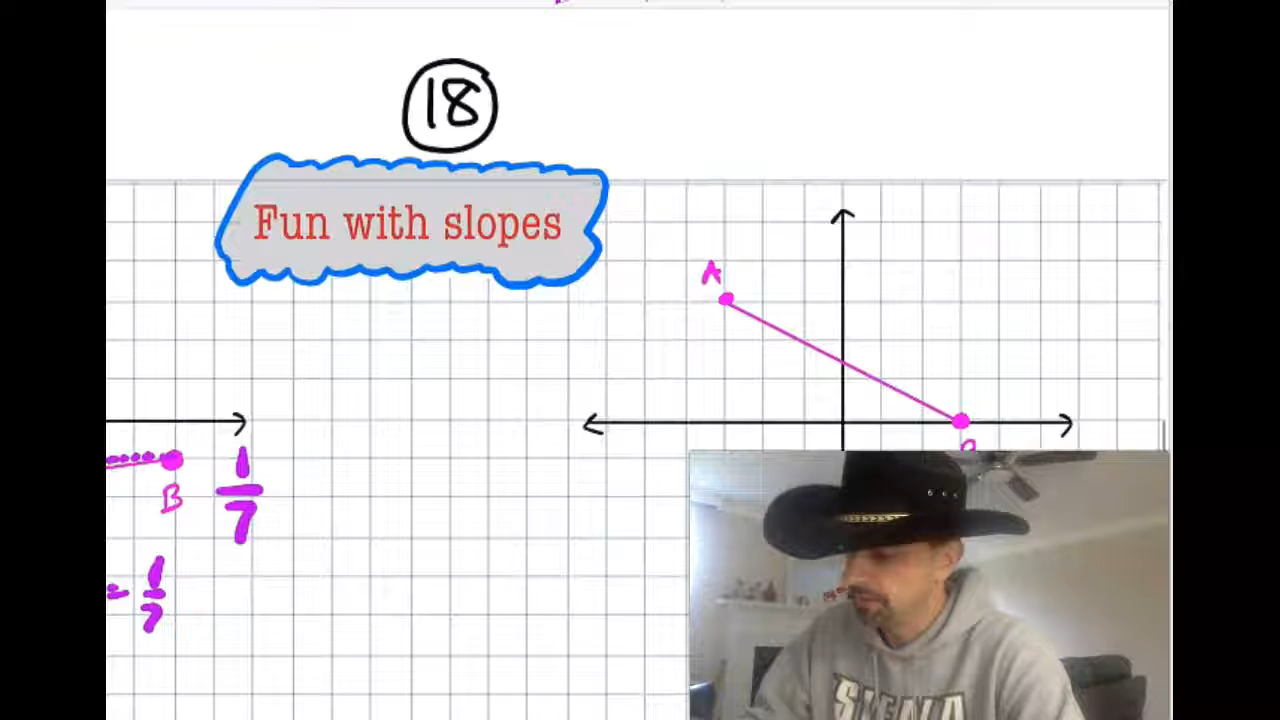 18
Fun with slopes
A
B
1/7
= 1/7